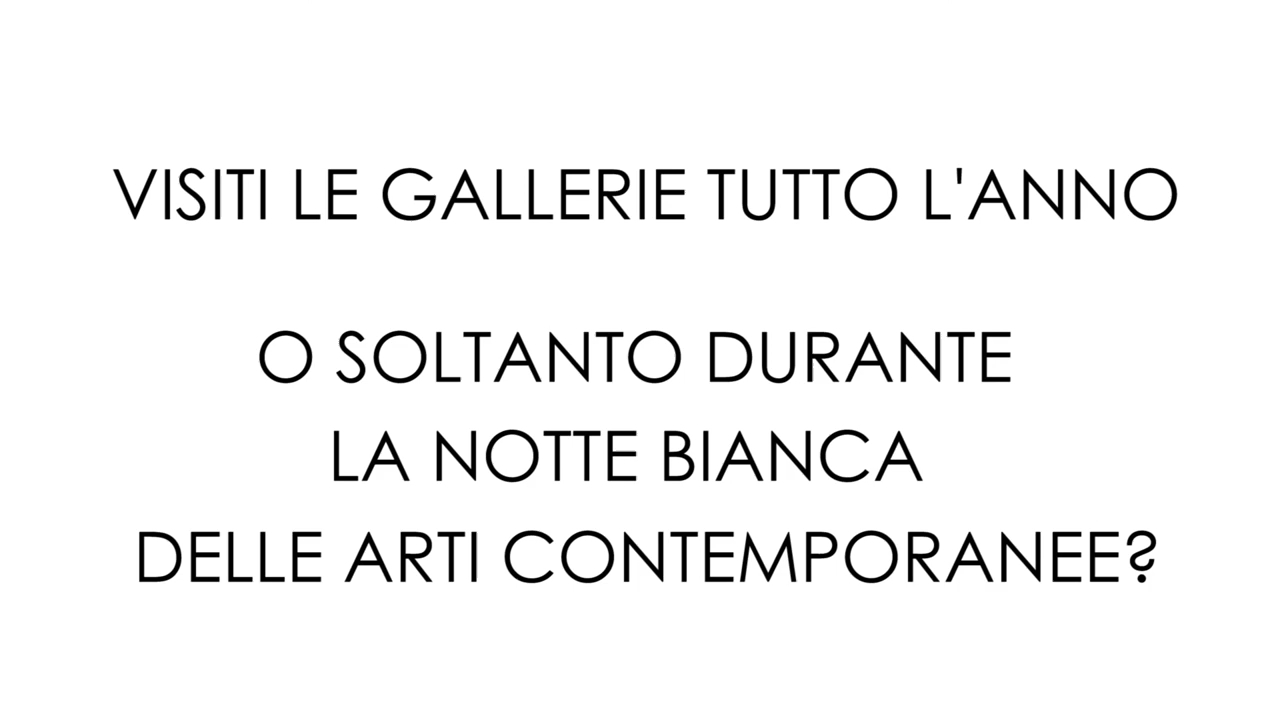 VISITI LE GALLERIE TUTTO L'ANNO
O SOLTANTO DURANTE
LA NOTTE BIANCA
DELLE ARTI CONTEMPORANEE?